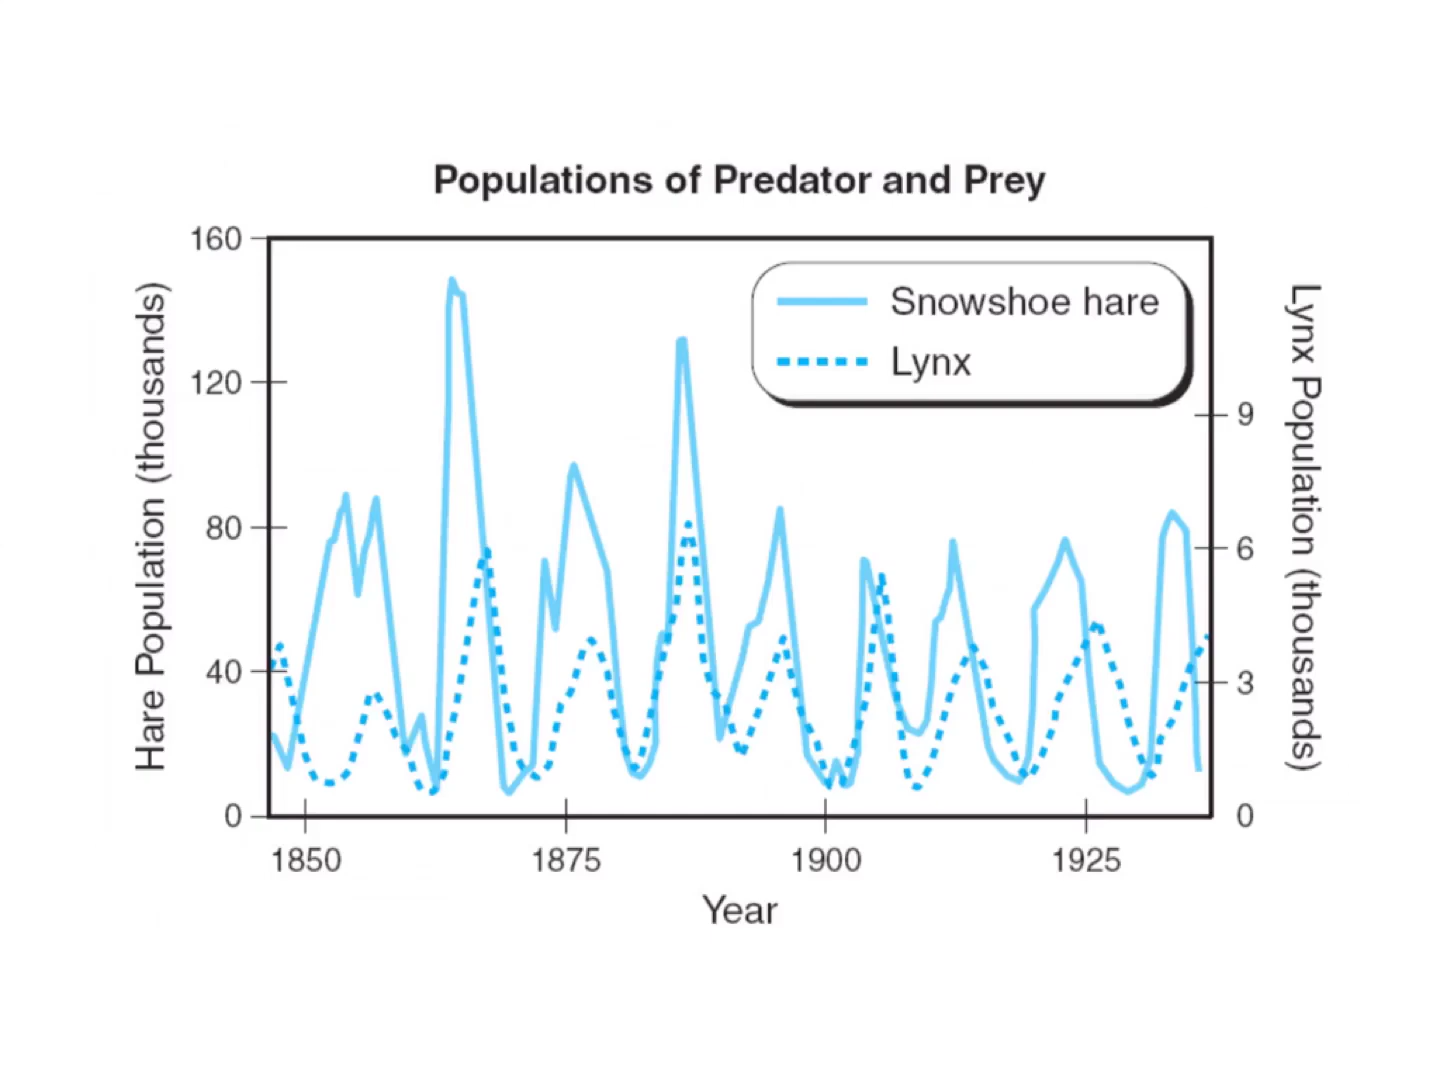 Populations of Predator and Prey
160
120
80
40
0
Hare Population (thousands)
Snowshoe hare
Lynx
9
6
3
0
Lynx Population (thousands)
1850
1875
1900
1925
Year